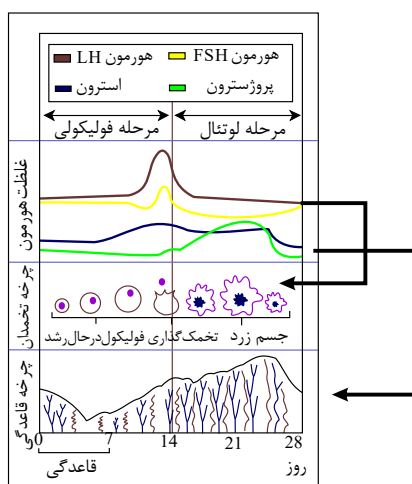 هورمون LH هورمون FSH
استرون پروژسترون
مرحله فولیکولی مرحله لوتئال
غلظت هورمون
چرخه تخمدان
فولیکول‌درحال‌رشد تخمک‌گذاری جسم زرد
چرخه قاعدگی
0 7 14 21 28
قاعدگی روز